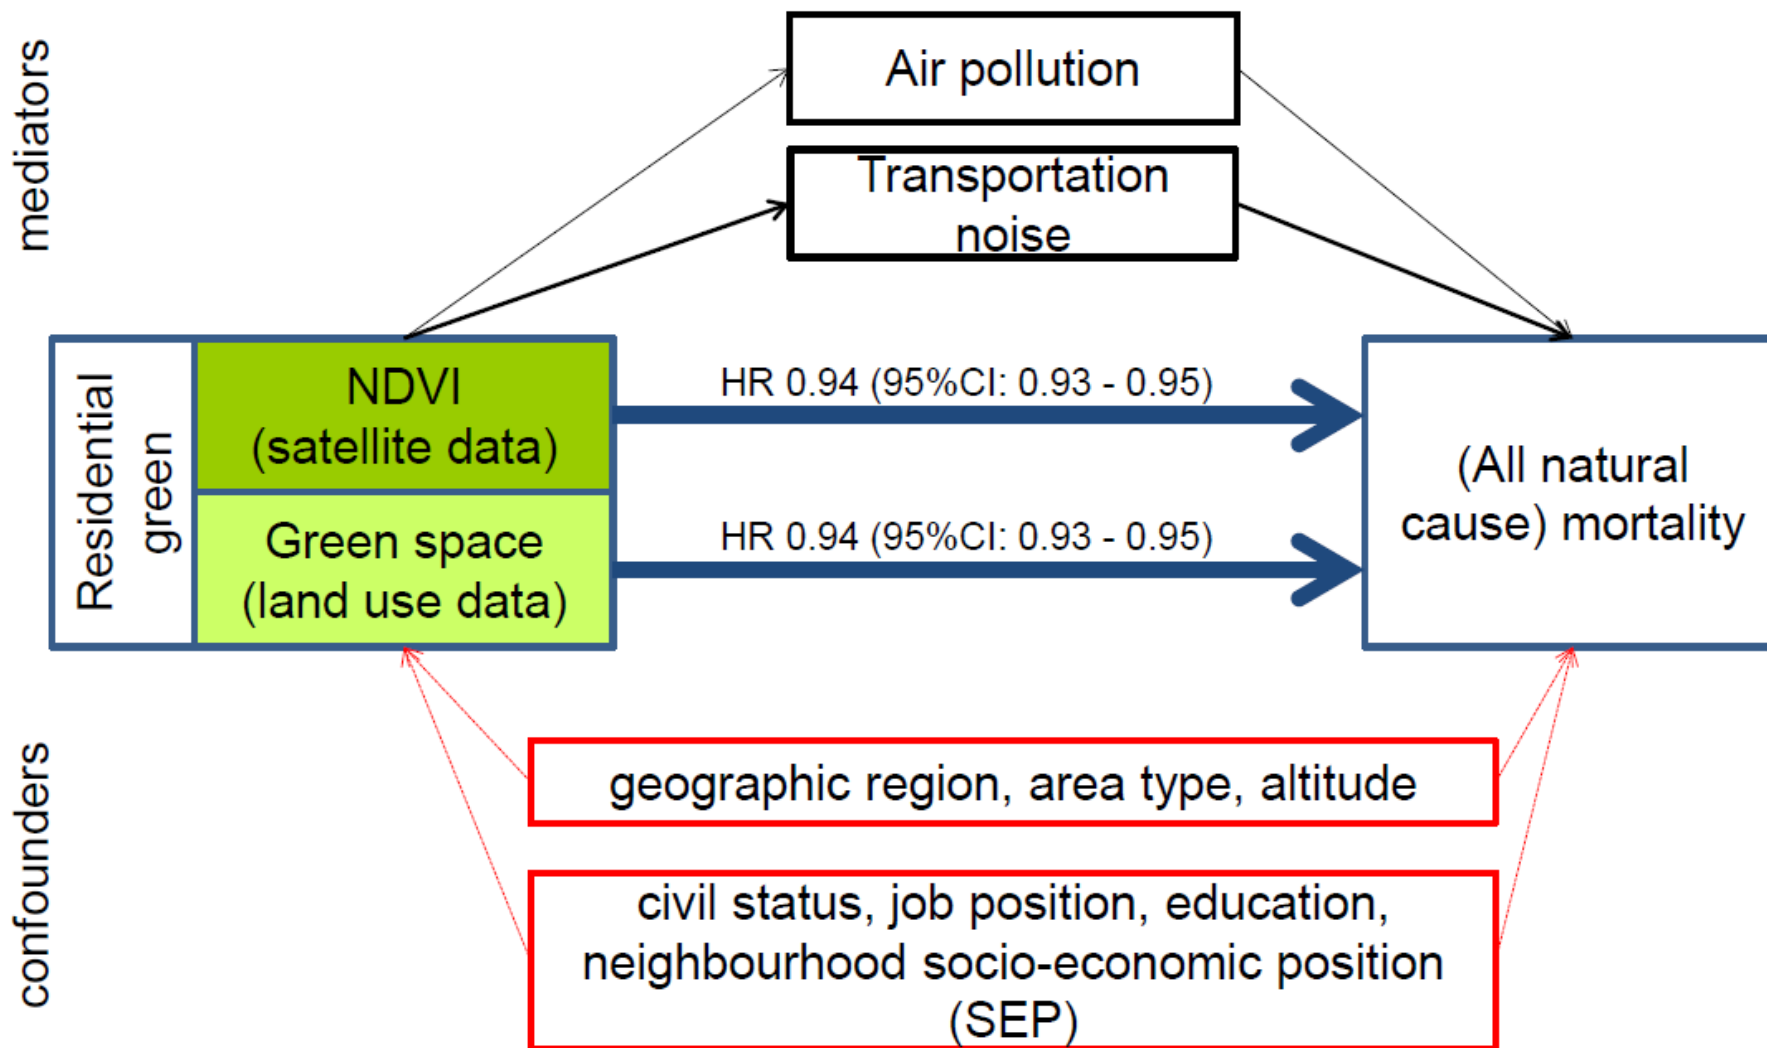 mediators
Air pollution
Transportation
noise
Residential
green
NDVI
(satellite data)
HR 0.94 (95%CI: 0.93 - 0.95)
Green space
(land use data)
HR 0.94 (95%CI: 0.93 - 0.95)
(All natural
cause) mortality
confounders
geographic region, area type, altitude
civil status, job position, education,
neighbourhood socio-economic position
(SEP)